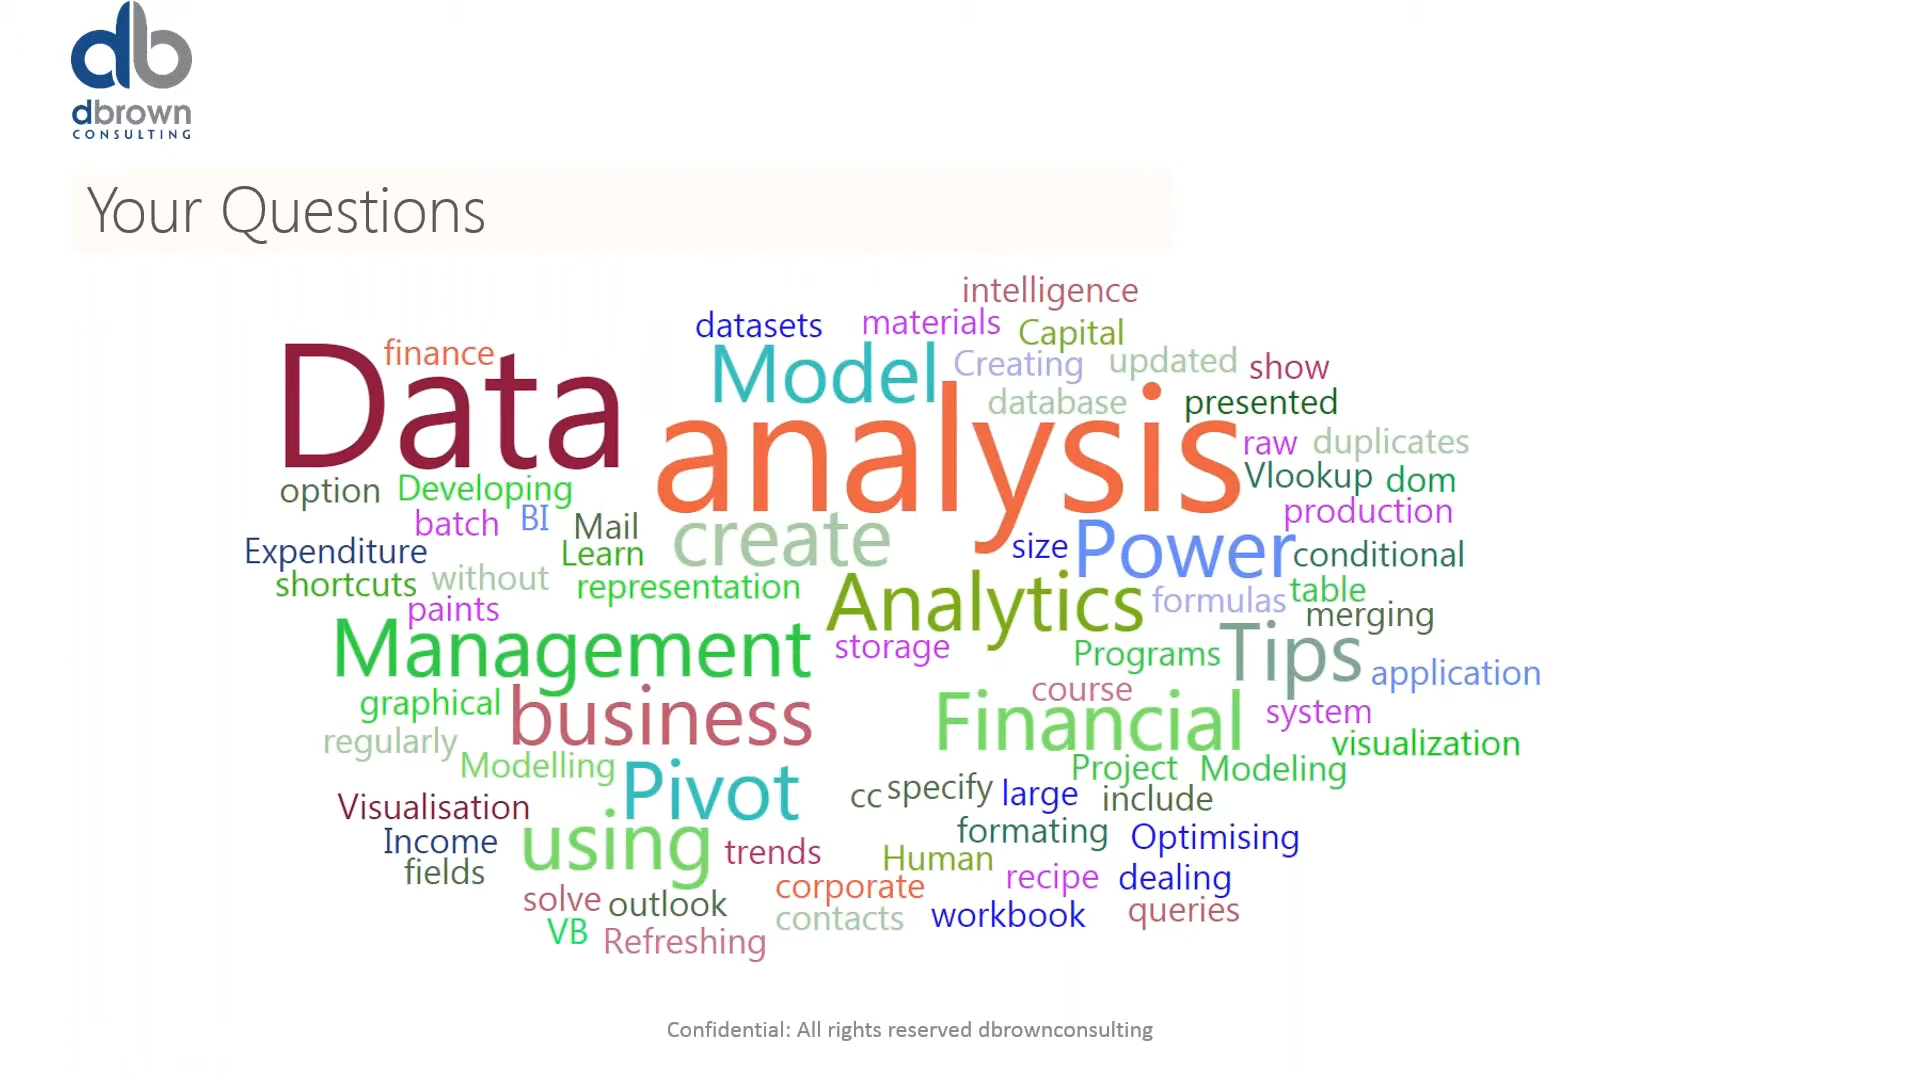 db
dbrown
CONSULTING
Your Questions
intelligence
datasets materials Capital
finance Model Creating updated show
Data analysis database presented
raw duplicates
option Developing Vlookup dom
batch BI Mail create size Power production
Expenditure Learn conditional
shortcuts without representation Analytics formulas table
paints merging
Management storage Programs Tips application
graphical business course Financial system
regularly visualization
Modelling Pivot Project Modeling
Visualisation cc specify large include
Income using trends formating Optimising
fields Human
corporate recipe dealing
solve outlook contacts workbook queries
VB Refreshing
Confidential: All rights reserved dbrownconsulting